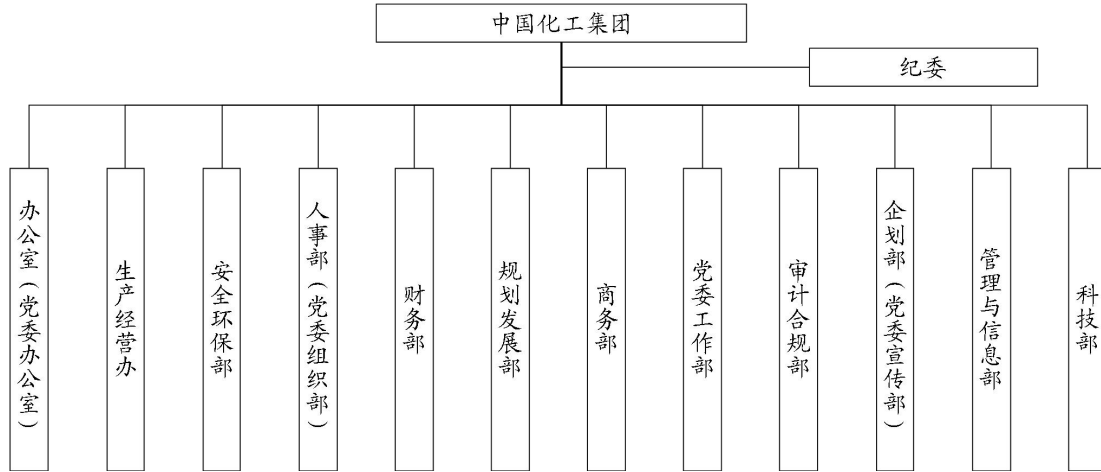 中国化工集团
纪委
办公室(党委办公室)
生产经营办
安全环保部
人事部(党委组织部)
财务部
规划发展部
商务部
党委工作部
审计合规部
企划部(党委宣传部)
管理与信息部
科技部